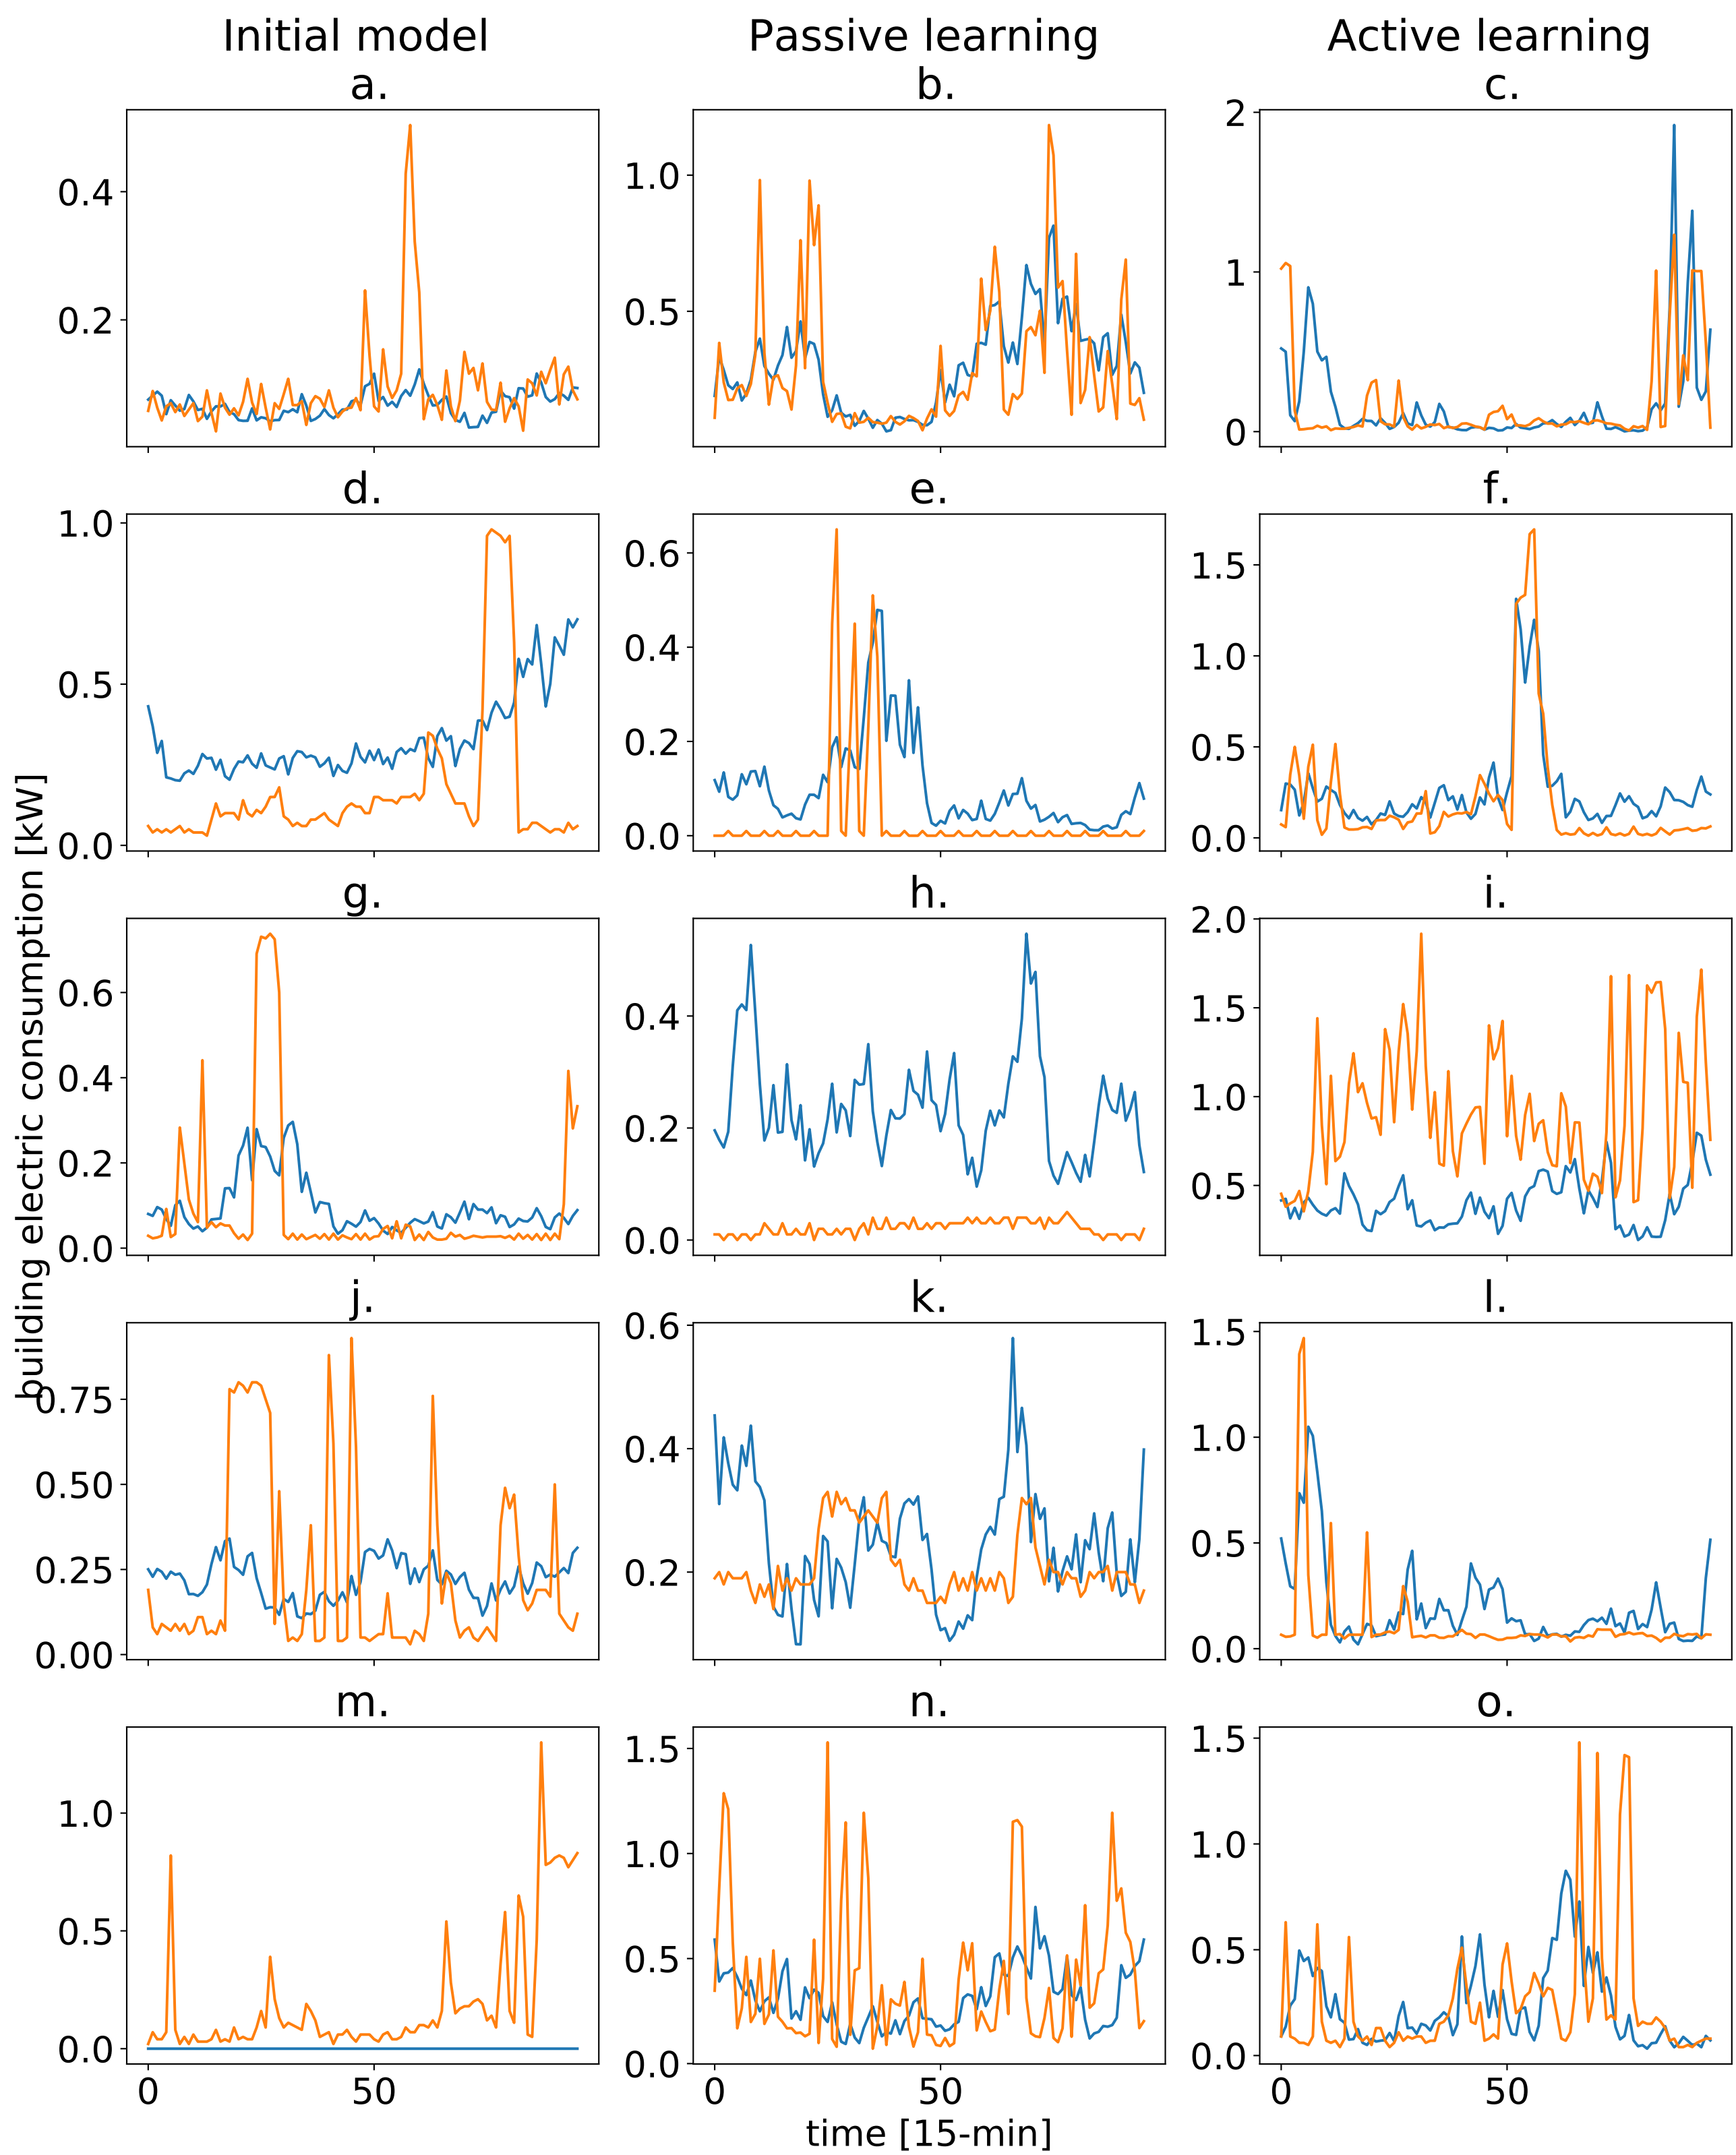 Initial model
Passive learning
Active learning
a.
b.
c.
0.4
0.2
1.0
0.5
2
1
0
d.
e.
f.
1.0
0.5
0.0
0.6
0.4
0.2
0.0
1.5
1.0
0.5
0.0
g.
h.
i.
0.6
0.4
0.2
0.0
0.4
0.2
0.0
2.0
1.5
1.0
0.5
j.
k.
l.
0.75
0.50
0.25
0.00
0.6
0.4
0.2
1.5
1.0
0.5
0.0
m.
n.
o.
1.0
0.5
0.0
1.5
1.0
0.5
0.0
1.5
1.0
0.5
0.0
0 50
0 50
0 50
building electric consumption [kW]
time [15-min]